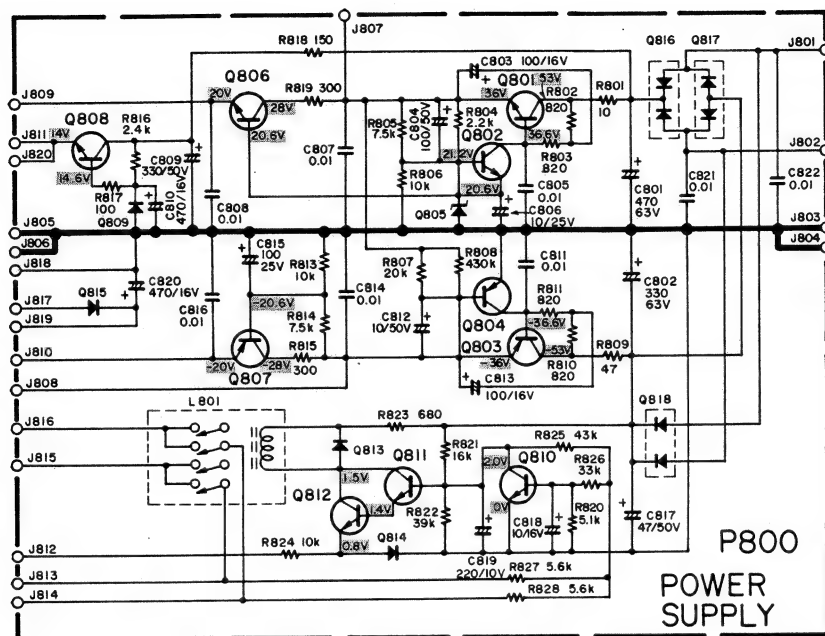 J807
J801
R818 150
Q816 Q817
C803 100/16V
Q806
Q801
J809
20V
R819 300
28V
36V
53V
R802
820
R801
10
Q808
R816
2.4k
J811
14V
J820
20.6V
R805
7.5k
C804
100/50V
R804
2.2k
Q802
36.6V
R803
820
J802
C809
330/50V
C807
0.01
21.2V
R806
10k
C805
0.01
14.6V
R817
100
C810
470/16V
Q809
C808
0.01
20.6V
Q805
C806
10/25V
C801
470
63V
C821
0.01
C822
0.01
J805
J803
J806
J804
J818
C815
100
25V
R813
10k
R807
20k
R808
430k
C811
0.01
C802
330
63V
C820
470/16V
C814
0.01
J817
Q815
C816
0.01
-20.6V
R814
7.5k
C812
10/50V
Q804
R811
820
-36.6V
J819
Q803
J810
-20V
-28V
R815
300
-36V
-53V
R810
820
R809
47
Q807
J808
C813
100/16V
Q818
L801
J816
R823 680
R825 43k
Q813
Q811
R821
16k
2.0V
Q810
R826
33k
J815
1.5V
Q812
1.4V
R822
39k
0V
C818
10/16V
R820
5.1k
C817
47/50V
Q814
R824 10k
0.8V
J812
C819
220/10V
R827 5.6k
J813
R828 5.6k
J814
P800
POWER
SUPPLY